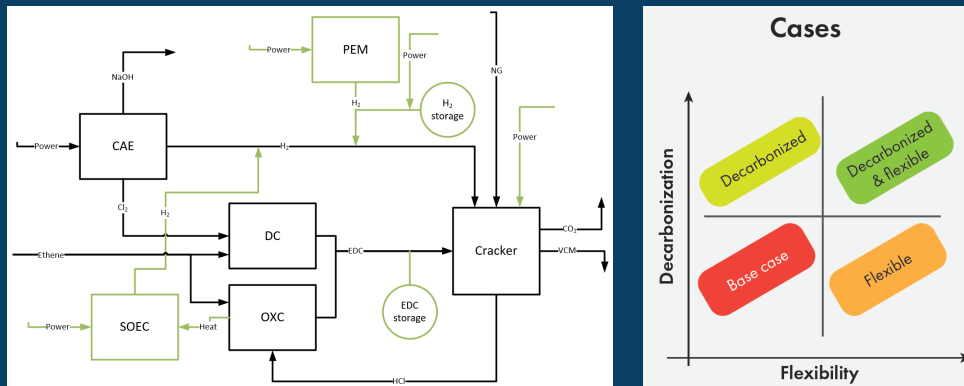 PEM
Power
Power
NG
NaOH
H₂
H₂
storage
Power
Power
CAE
H₂
Cl₂
H₂
DC
CO₂
Ethene
EDC
Cracker
VCM
EDC
storage
SOEC
OXC
Power
Heat
HCl
Cases
Decarbonization
Decarbonized
Decarbonized
& flexible
Base case
Flexible
Flexibility